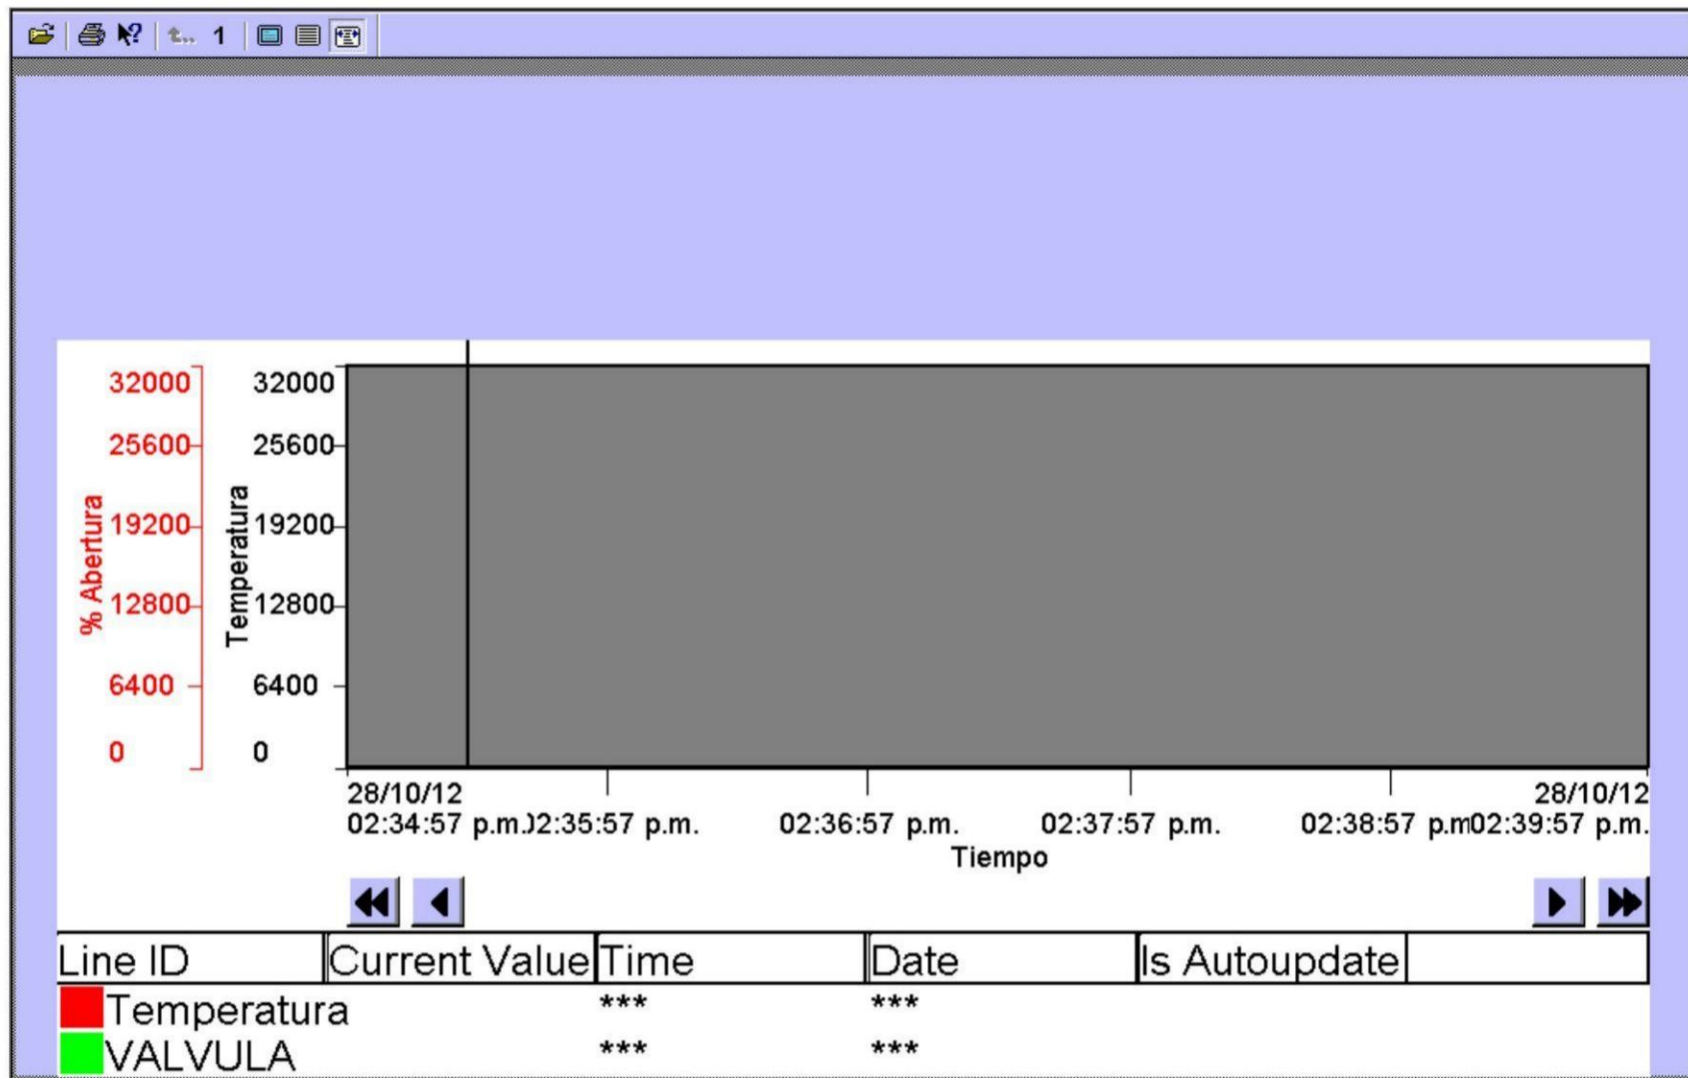 1
32000 32000
25600 25600
19200 19200
12800 12800
6400 6400
0 0
% Abertura
Temperatura
28/10/12 28/10/12
02:34:57 p.m. 2:35:57 p.m. 02:36:57 p.m. 02:37:57 p.m. 02:38:57 p.m 02:39:57 p.m.
Tiempo
Line ID Current Value Time Date Is Autoupdate
Temperatura *** ***
VALVULA *** ***